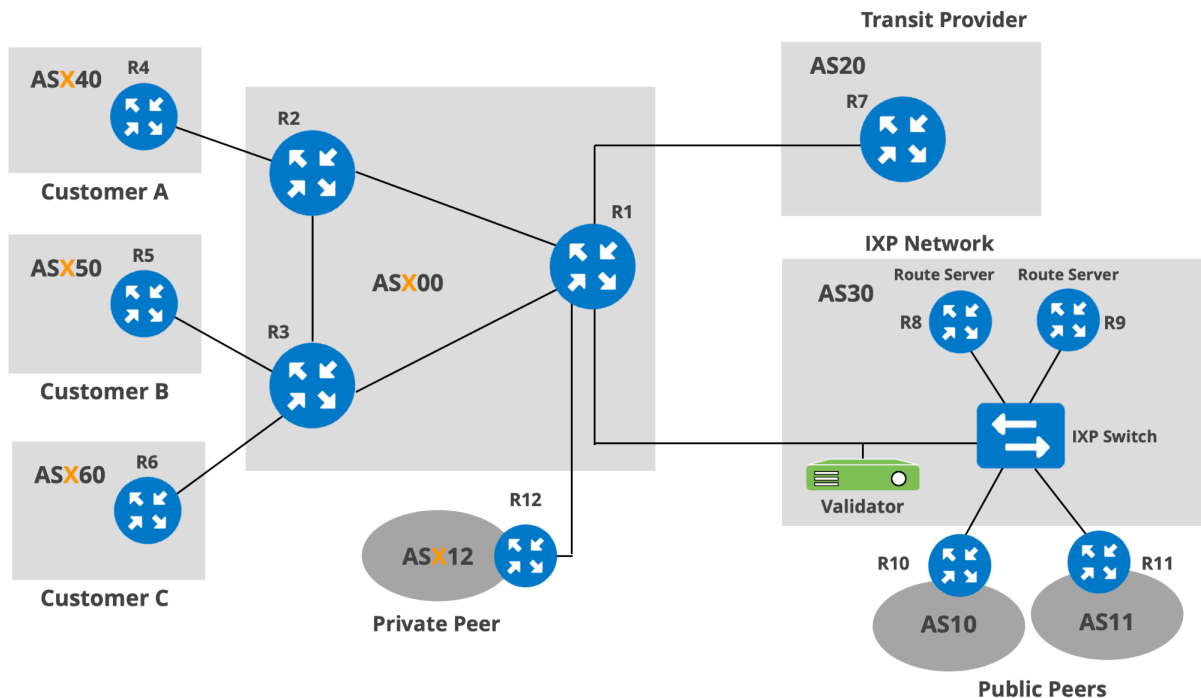 Transit Provider
ASX40
R4
Customer A
R2
AS20
R7
R1
ASX50
R5
Customer B
ASX00
R3
IXP Network
Route Server
Route Server
AS30
R8
R9
IXP Switch
ASX60
R6
Customer C
Validator
R12
ASX12
Private Peer
R10
R11
AS10
AS11
Public Peers